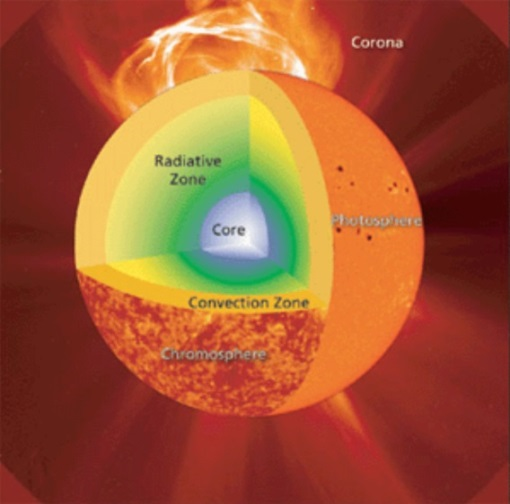 Corona
Radiative
Zone
Photosphere
Core
Convection Zone
Chromosphere